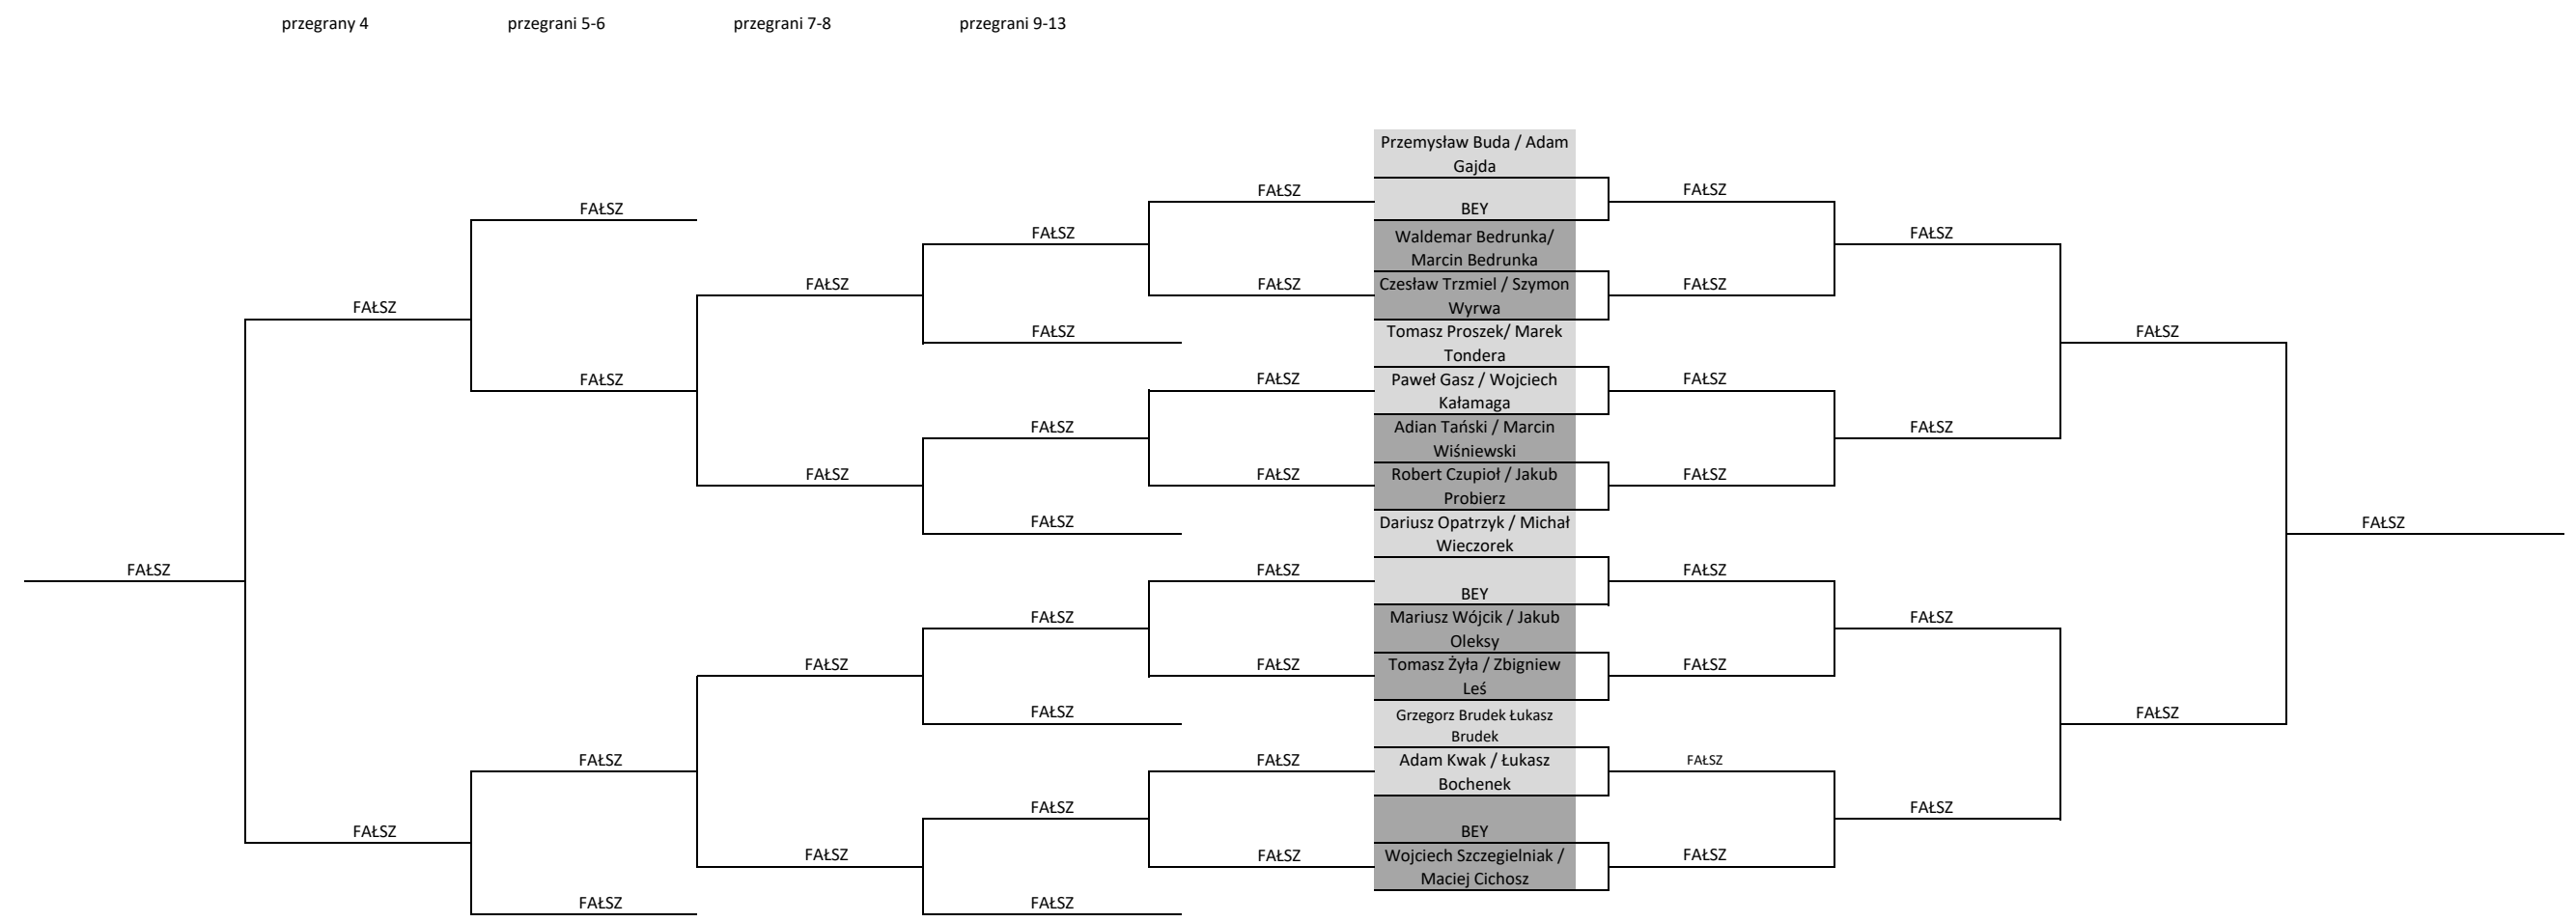 przegrany 4 przegrani 5-6 przegrani 7-8 przegrani 9-13
Przemysław Buda / Adam
Gajda
FAŁSZ FAŁSZ
FAŁSZ BEY
FAŁSZ Waldemar Bedrunka/ FAŁSZ
Marcin Bedrunka
FAŁSZ FAŁSZ Czesław Trzmiel / Szymon FAŁSZ
FAŁSZ Wyrwa
FAŁSZ Tomasz Proszek/ Marek FAŁSZ
Tondera
FAŁSZ FAŁSZ Paweł Gasz / Wojciech FAŁSZ
Kałamaga
FAŁSZ Adian Tański / Marcin FAŁSZ
Wiśniewski
FAŁSZ FAŁSZ Robert Czupioł / Jakub FAŁSZ
Probierz
FAŁSZ Dariusz Opatrzyk / Michał FAŁSZ
Wieczorek
FAŁSZ FAŁSZ FAŁSZ
BEY
FAŁSZ Mariusz Wójcik / Jakub FAŁSZ
Oleksy
FAŁSZ FAŁSZ Tomasz Żyła / Zbigniew FAŁSZ
Leś
FAŁSZ Grzegorz Brudek Łukasz FAŁSZ
Brudek
FAŁSZ FAŁSZ Adam Kwak / Łukasz FAŁSZ
Bochenek
FAŁSZ FAŁSZ
FAŁSZ BEY
FAŁSZ FAŁSZ Wojciech Szczegielniak / FAŁSZ
Maciej Cichosz
FAŁSZ FAŁSZ